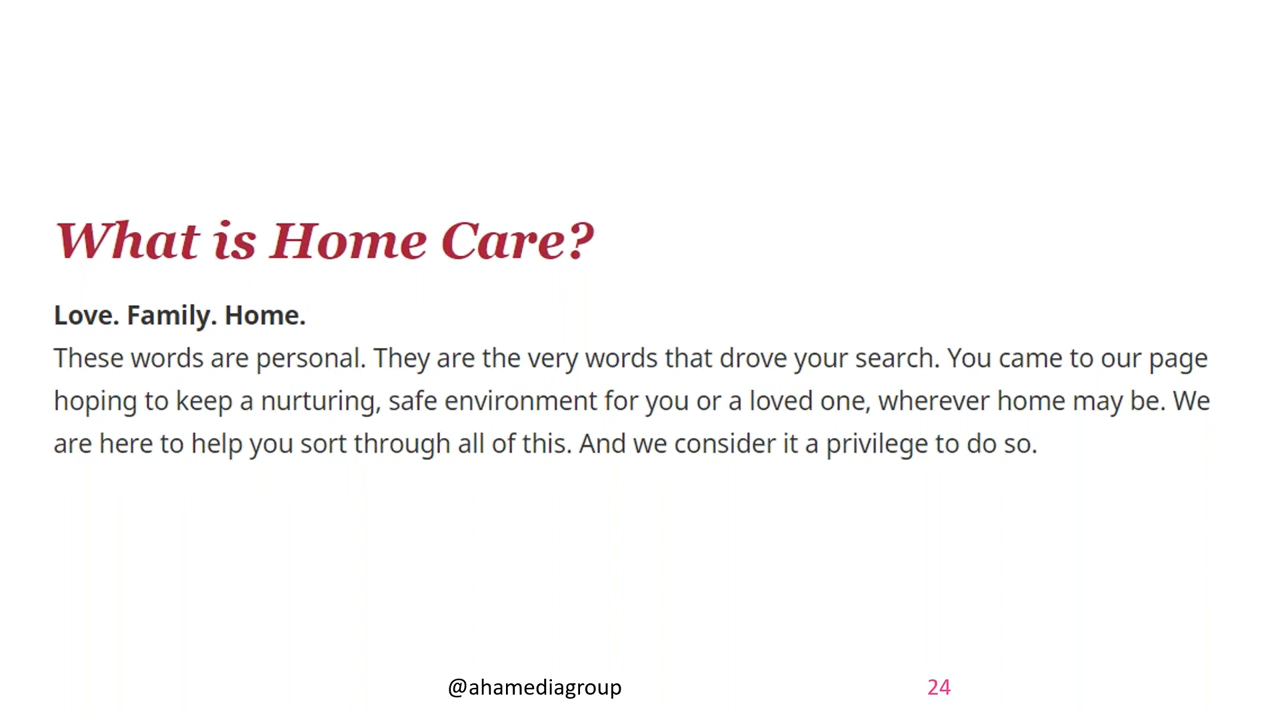 What is Home Care?
Love. Family. Home.
These words are personal. They are the very words that drove your search. You came to our page
hoping to keep a nurturing, safe environment for you or a loved one, wherever home may be. We
are here to help you sort through all of this. And we consider it a privilege to do so.
@ahamediagroup
24